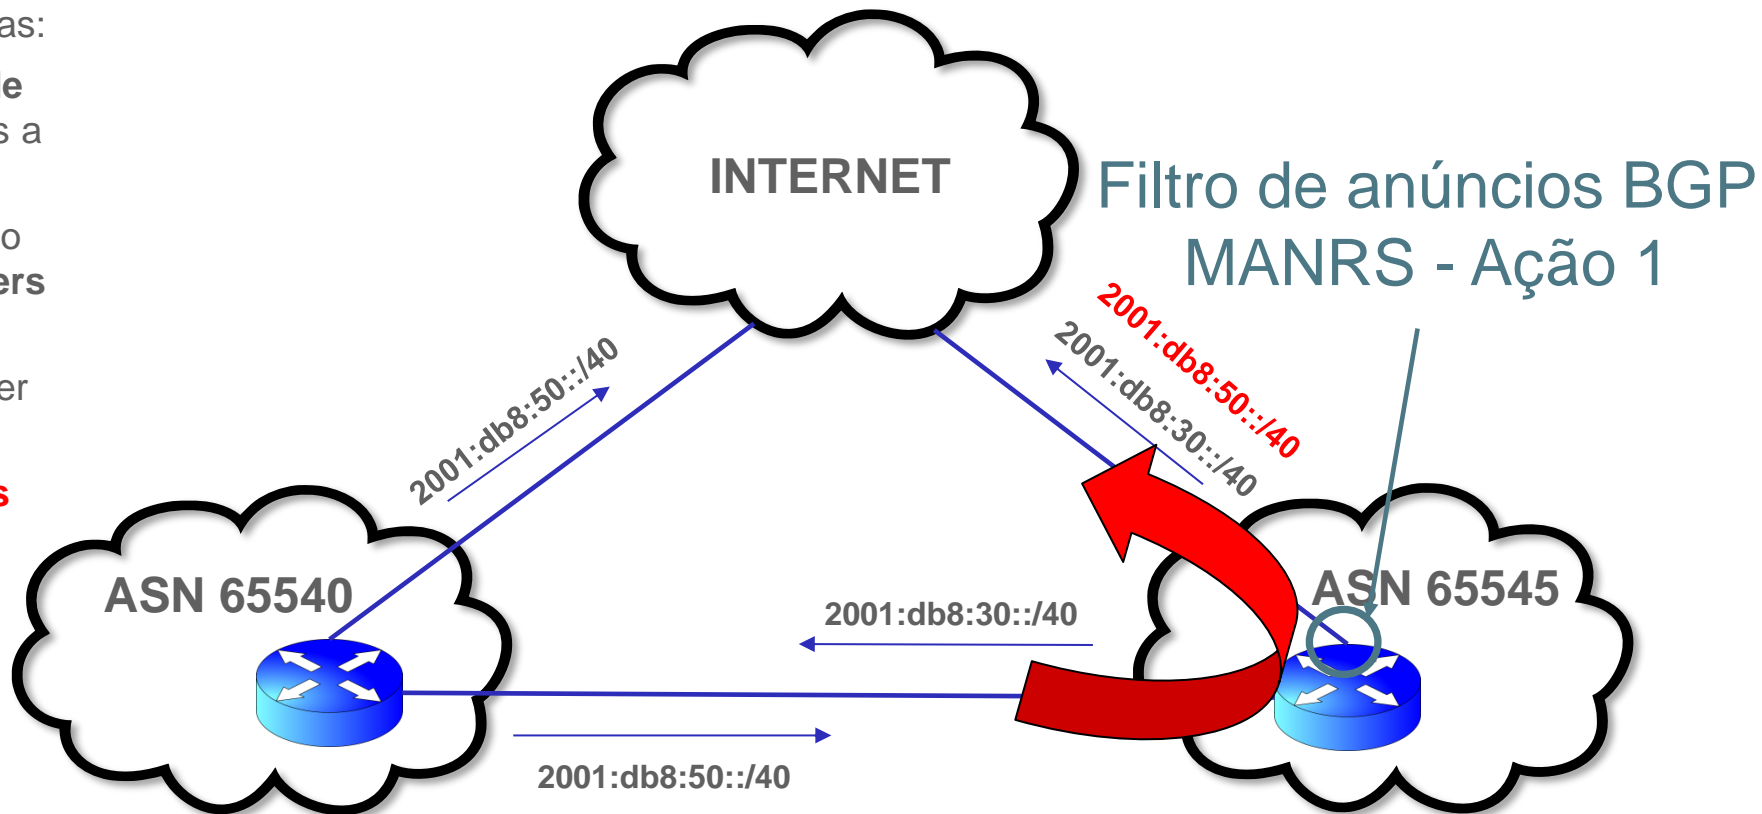 as:
le
s a
o
ers
er
s
INTERNET
Filtro de anúncios BGP
MANRS - Ação 1
2001:db8:50::/40
2001:db8:50::/40
2001:db8:30::/40
ASN 65540
ASN 65545
2001:db8:30::/40
2001:db8:50::/40